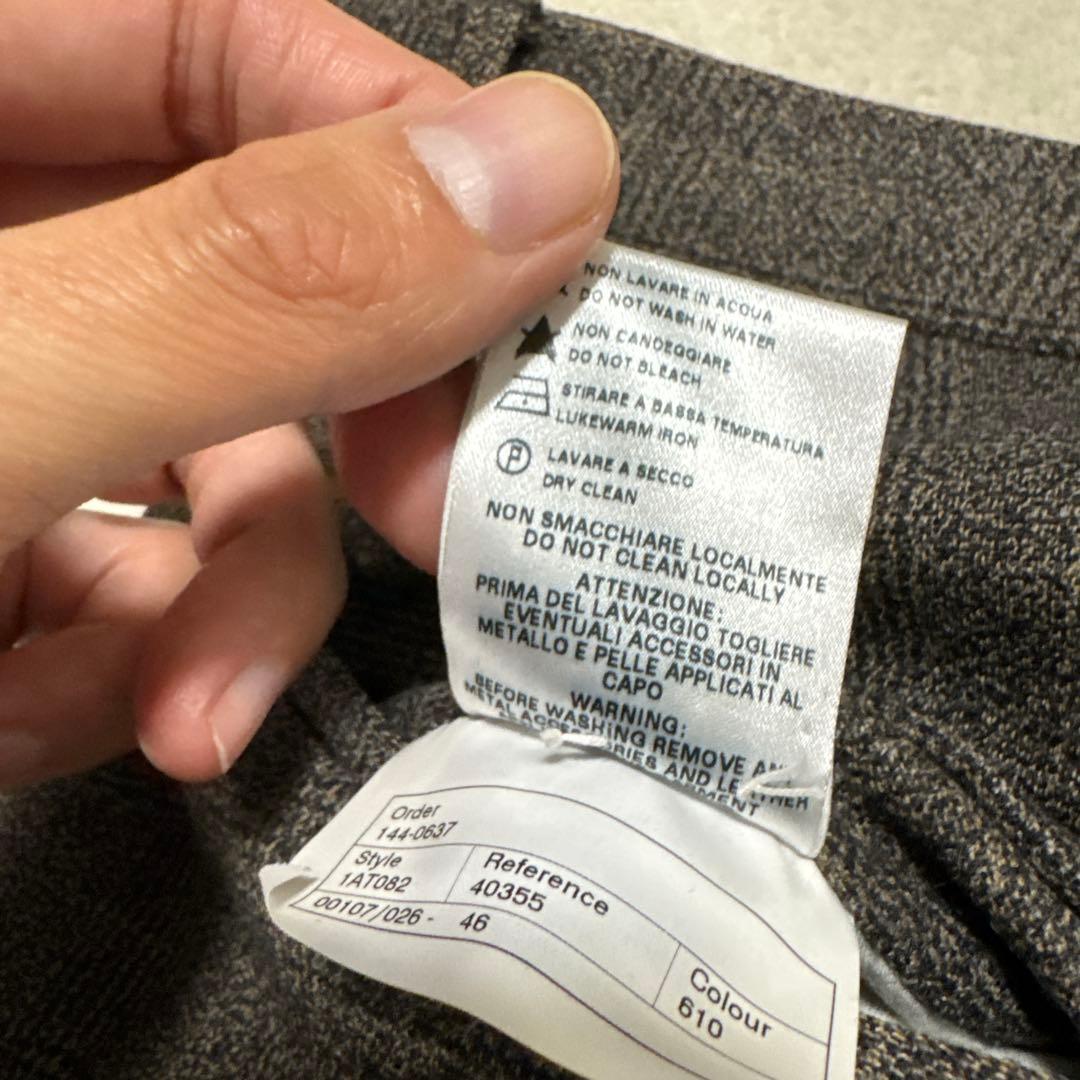 NON LAVARE IN ACQUA
DO NOT WASH IN WATER
NON CANDEGGIARE
DO NOT BLEACH
STIRARE A BASSA TEMPERATURA
LUKEWARM IRON
P
LAVARE A SECCO
DRY CLEAN
NON SMACCHIARE LOCALMENTE
DO NOT CLEAN LOCALLY
ATTENZIONE:
PRIMA DEL LAVAGGIO TOGLIERE
EVENTUALI ACCESSORI IN
METALLO E PELLE APPLICATI AL
CAPO
WARNING:
BEFORE WASHING REMOVE
AND LEATHER
Order
144-0637
Style
1AT082
Reference
40355
00107/026 - 46
Colour
610